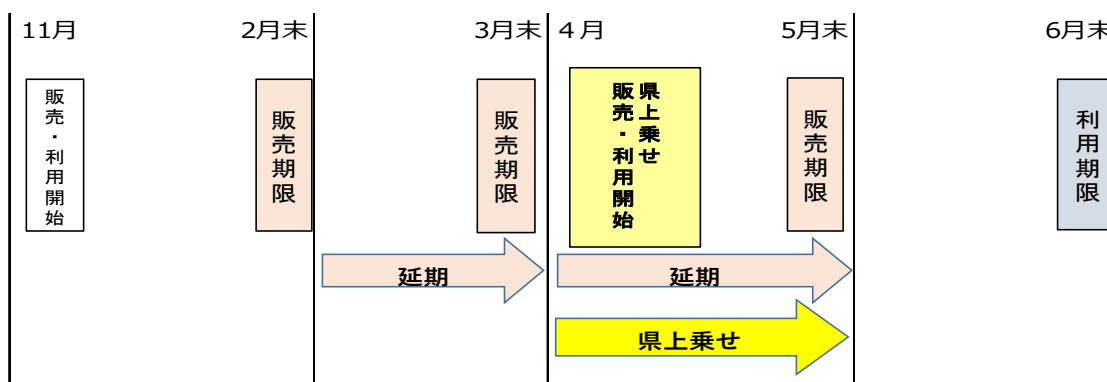 11月
2月末
3月末
4月
5月末
6月末
販売・利用開始
販売期限
販売期限
県上乗せ
販売・利用開始
販売期限
利用期限
延期
延期
県上乗せ